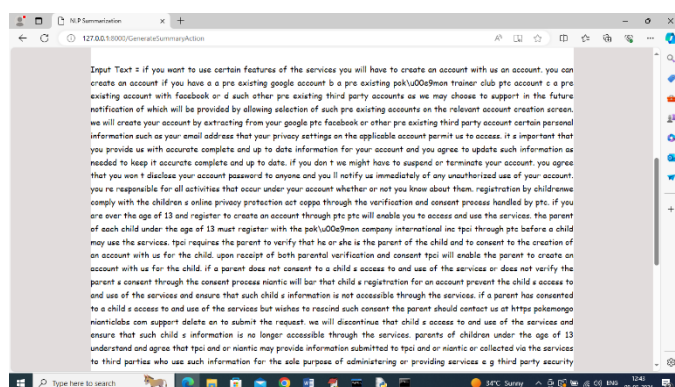 NLP Summerization
127.0.0.1:8000/GenerateSummaryAction
Input Text = if you want to use certain features of the services you will have to create an account with us an account. you can
create an account if you have a a pre existing google account b a pre existing pok\u00e9mon trainer club ptc account c a pre
existing account with facebook or d such other pre existing third party accounts as we may choose to support in the future
notification of which will be provided by allowing selection of such pre existing accounts on the relevant account creation screen.
we will create your account by extracting from your google ptc facebook or other pre existing third party account certain personal
information such as your email address that your privacy settings on the applicable account permit us to access. it s important that
you provide us with accurate complete and up to date information for your account and you agree to update such information as
needed to keep it accurate complete and up to date. if you don t we might have to suspend or terminate your account. you agree
that you won t disclose your account password to anyone and you ll notify us immediately of any unauthorized use of your account.
you re responsible for all activities that occur under your account whether or not you know about them. registration by childrenwe
comply with the children s online privacy protection act coppa through the verification and consent process handled by ptc. if you
are over the age of 13 and register to create an account through ptc ptc will enable you to access and use the services. the parent
of each child under the age of 13 must register with the pok\u00e9mon company international inc tpci through ptc before a child
may use the services. tpci requires the parent to verify that he or she is the parent of the child and to consent to the creation of
an account with us for the child. upon receipt of both parental verification and consent tpci will enable the parent to create an
account with us for the child. if a parent does not consent to a child s access to and use of the services or does not verify the
parent s consent through the consent process niantic will bar that child s registration for an account prevent the child s access to
and use of the services and ensure that such child s information is not accessible through the services. if a parent has consented
to a child s access to and use of the services but wishes to rescind such consent the parent should contact us at https pokemongo
nianticlabs com support delete en to submit the request. we will discontinue that child s access to and use of the services and
ensure that such child s information is no longer accessible through the services. parents of children under the age of 13
understand and agree that tpci and or niantic may provide information submitted to tpci and or niantic or collected via the services
to third parties who use such information for the sole purpose of administering or providing services e g third party security
Type here to search
34°C Sunny
ENG
12:43